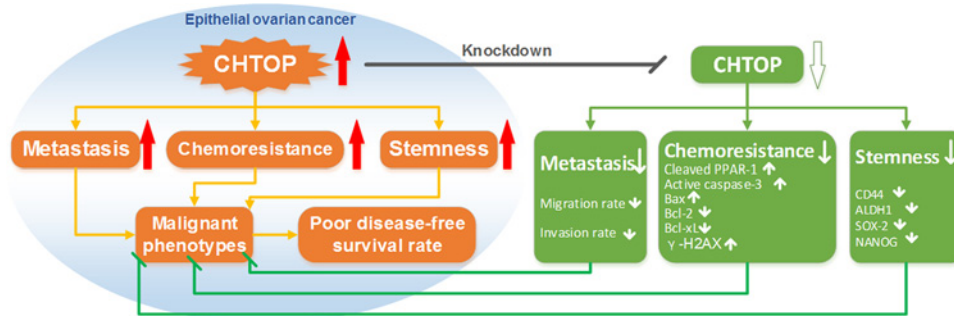 Epithelial ovarian cancer
CHTOP
Knockdown
CHTOP
Metastasis
Chemoresistance
Stemness
Malignant
phenotypes
Poor disease-free
survival rate
Metastasis
Migration rate
Invasion rate
Chemoresistance
Cleaved PPAR-1
Active caspase-3
Bax
Bcl-2
Bcl-xL
γ-H2AX
Stemness
CD44
ALDH1
SOX-2
NANOG